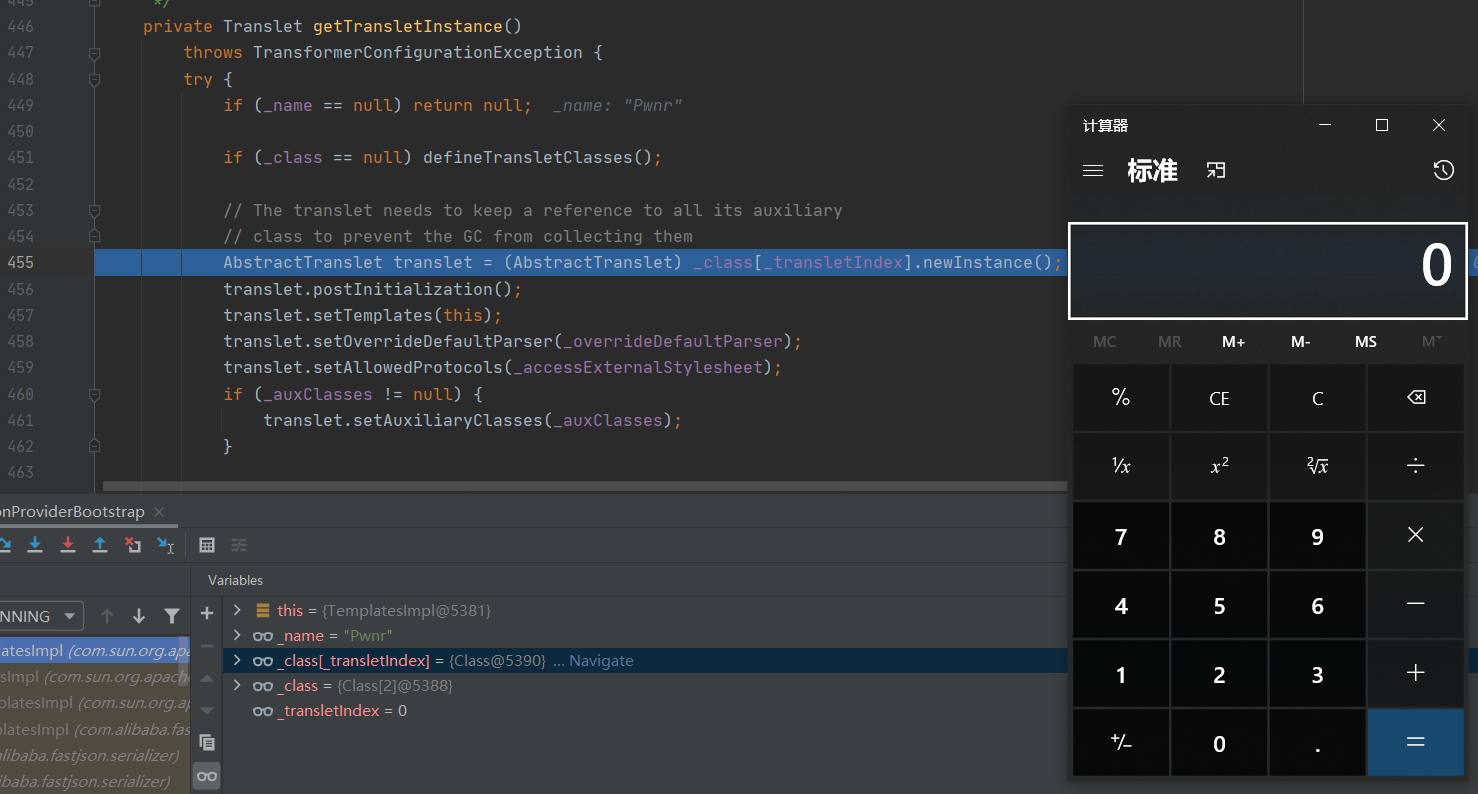 445 */
446 private Translet getTransletInstance()
447 throws TransformerConfigurationException {
448 try {
449 if (_name == null) return null; _name: "Pwnr"
450
451 if (_class == null) defineTransletClasses();
452
453 // The translet needs to keep a reference to all its auxiliary
454 // class to prevent the GC from collecting them
455 AbstractTranslet translet = (AbstractTranslet) _class[_transletIndex].newInstance();
456 translet.postInitialization();
457 translet.setTemplates(this);
458 translet.setOverrideDefaultParser(_overrideDefaultParser);
459 translet.setAllowedProtocols(_accessExternalStylesheet);
460 if (_auxClasses != null) {
461 translet.setAuxiliaryClasses(_auxClasses);
462 }
463
onProviderBootstrap
Variables
NNING
this = {TemplatesImpl@5381}
_name = "Pwnr"
_class[_transletIndex] = {Class@5390} ... Navigate
_class = {Class[2]@5388}
_transletIndex = 0
latesImpl (com.sun.org.apa
sImpl (com.sun.org.apach
platesImpl (com.sun.org.ap
platesImpl (com.alibaba.fas
alibaba.fastjson.serializer)
ibaba.fastjson.serializer)
计算器
标准
0
MC MR M+ M- MS M˅
% CE C
¹/x x² ²√x ÷
7 8 9 ×
4 5 6 −
1 2 3 +
+/− 0 . =